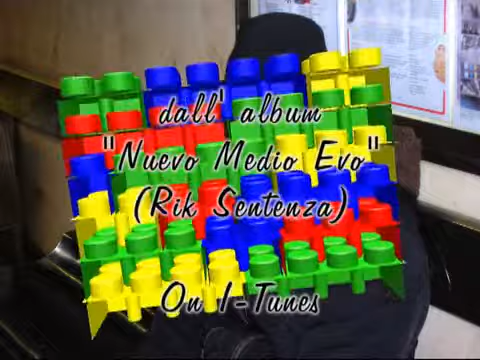 dall' album
"Nuevo Medio Evo"
(Rik Sentenza)
On I-Tunes